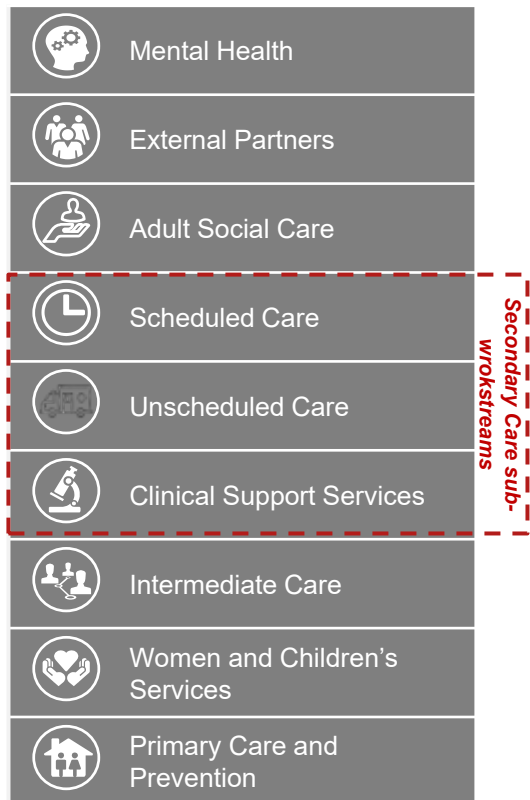 Mental Health
External Partners
Adult Social Care
Scheduled Care
Unscheduled Care
Clinical Support Services
Secondary Care sub-
wrokstreams
Intermediate Care
Women and Children’s
Services
Primary Care and
Prevention